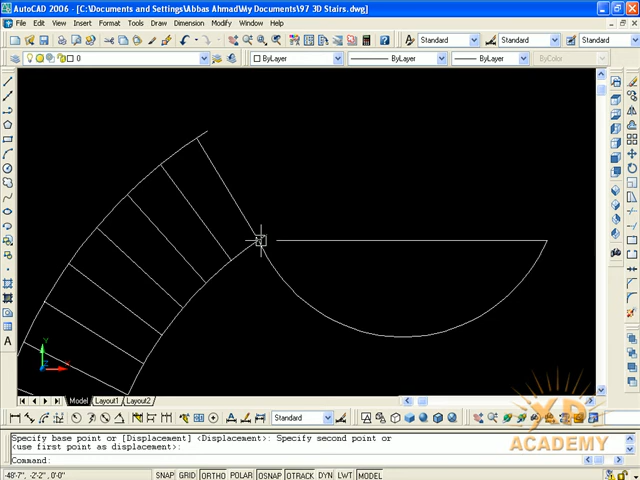 AutoCAD 2006 - [C:\Documents and Settings\Abbas Ahmad\My Documents\97 3D Stairs.dwg]
File Edit View Insert Format Tools Draw Dimension Modify Window Help
Standard Standard Standard
0 ByLayer ByLayer ByLayer ByColor
Y
X
Model Layout1 Layout2
Standard
Specify base point or [Displacement] <Displacement>: Specify second point or
<use first point as displacement>:
Command:
XD
ACADEMY
-48'-7", -2'-2", 0'-0" SNAP GRID ORTHO POLAR OSNAP OTRACK DYN LWT MODEL